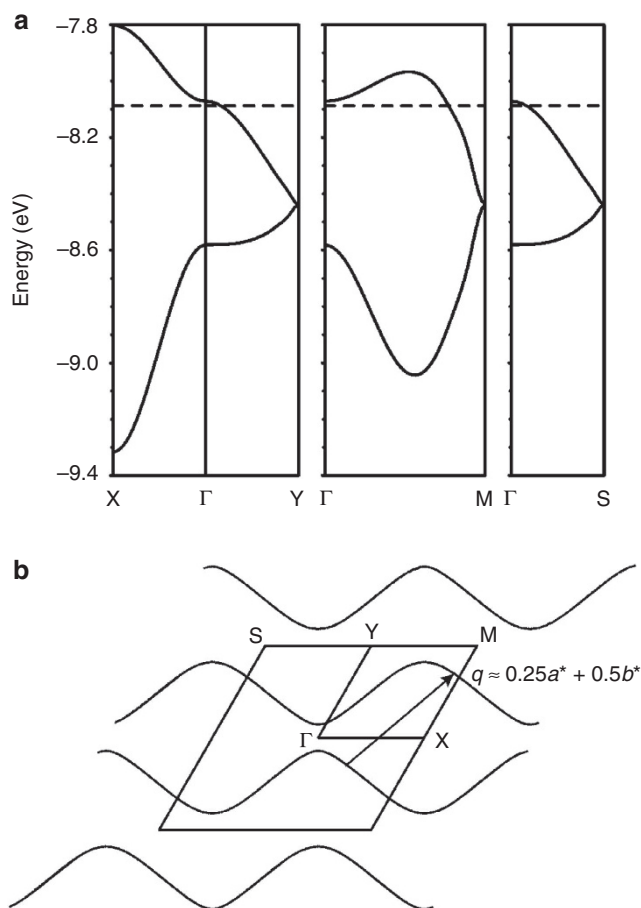 a
Energy (eV)
−7.8
−8.2
−8.6
−9.0
−9.4
X Γ Y Γ M Γ S
b
S Y M
q ≈ 0.25a* + 0.5b*
Γ X